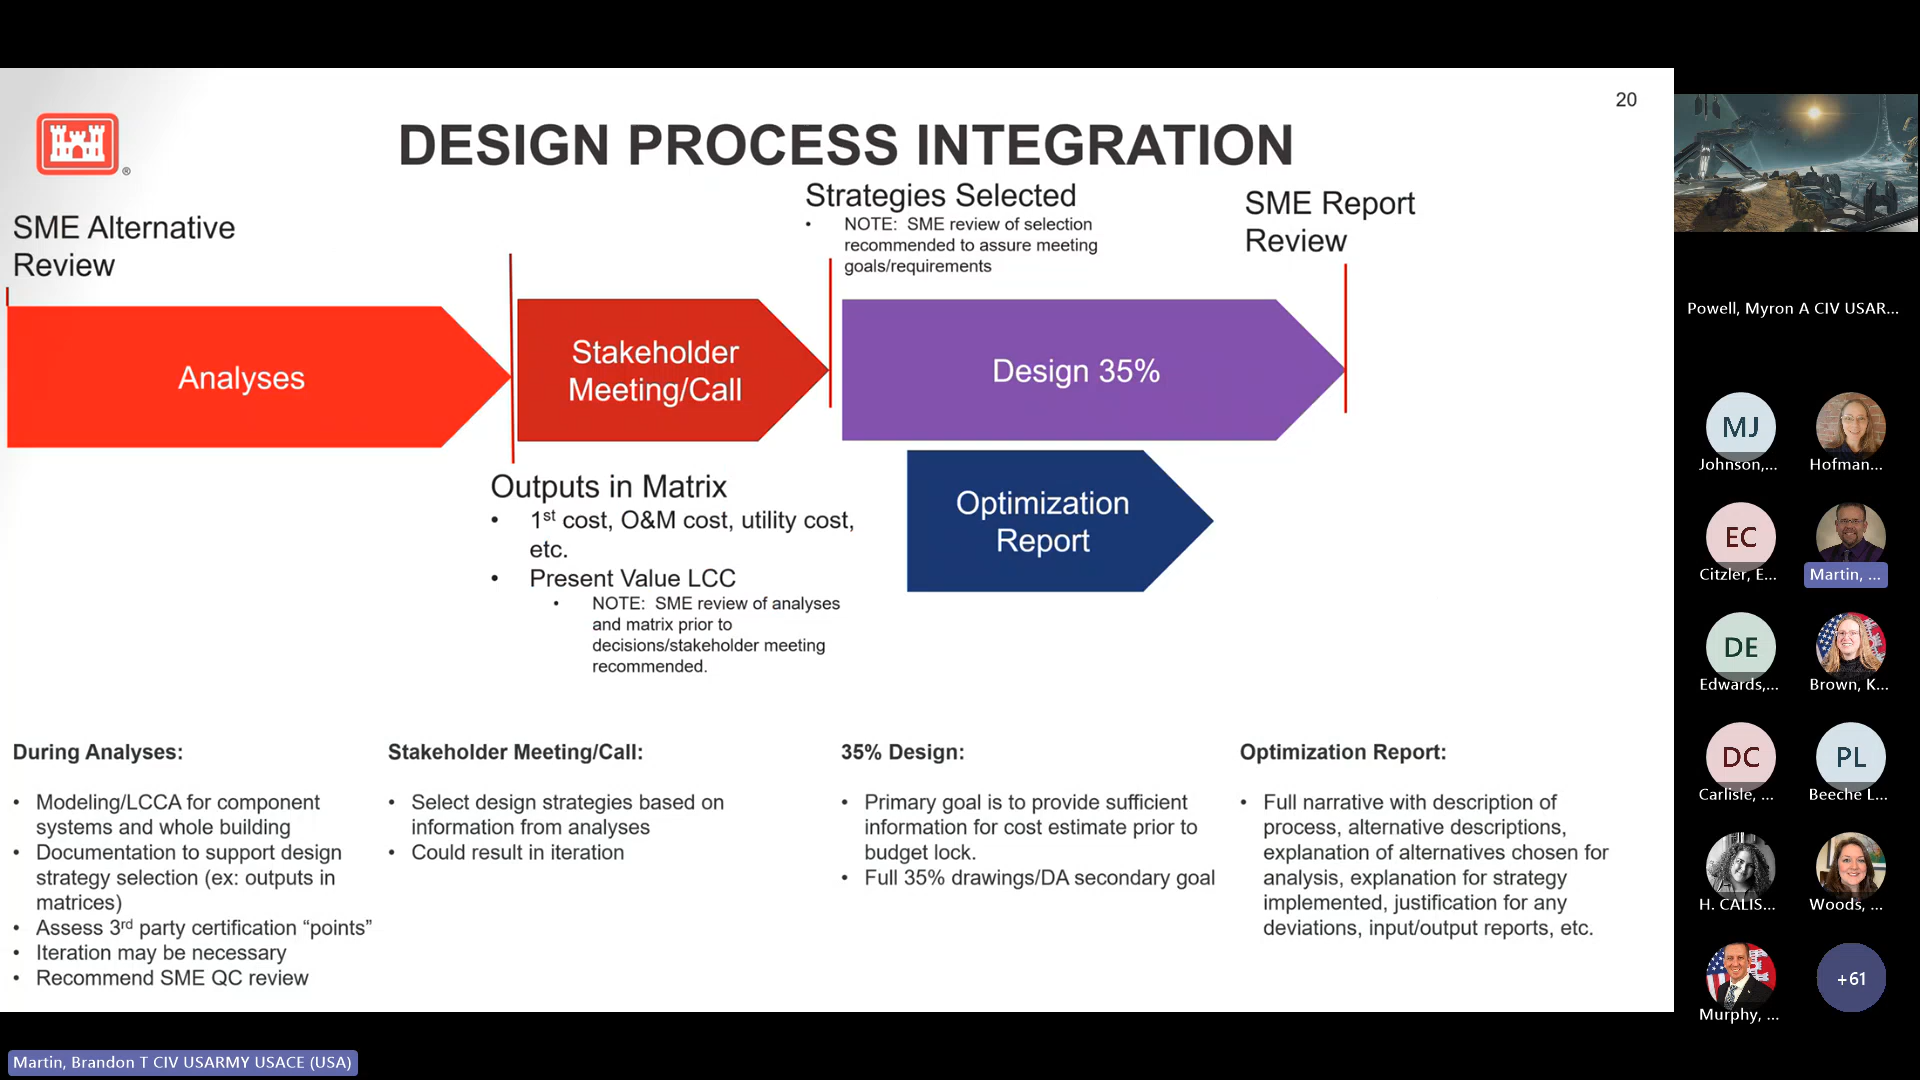 20
DESIGN PROCESS INTEGRATION
SME Alternative
Review
Strategies Selected
• NOTE: SME review of selection
recommended to assure meeting
goals/requirements
SME Report
Review
Analyses
Stakeholder
Meeting/Call
Design 35%
Optimization
Report
Outputs in Matrix
• 1st cost, O&M cost, utility cost,
etc.
• Present Value LCC
• NOTE: SME review of analyses
and matrix prior to
decisions/stakeholder meeting
recommended.
During Analyses:
• Modeling/LCCA for component
systems and whole building
• Documentation to support design
strategy selection (ex: outputs in
matrices)
• Assess 3rd party certification “points”
• Iteration may be necessary
• Recommend SME QC review
Stakeholder Meeting/Call:
• Select design strategies based on
information from analyses
• Could result in iteration
35% Design:
• Primary goal is to provide sufficient
information for cost estimate prior to
budget lock.
• Full 35% drawings/DA secondary goal
Optimization Report:
• Full narrative with description of
process, alternative descriptions,
explanation of alternatives chosen for
analysis, explanation for strategy
implemented, justification for any
deviations, input/output reports, etc.
Powell, Myron A CIV USAR...
MJ
Johnson,...
Hofman...
EC
Citzler, E...
Martin, ...
DE
Edwards,...
Brown, K...
DC
Carlisle, ...
PL
Beeche L...
H. CALIS...
Woods, ...
Murphy, ...
+61
Martin, Brandon T CIV USARMY USACE (USA)
®